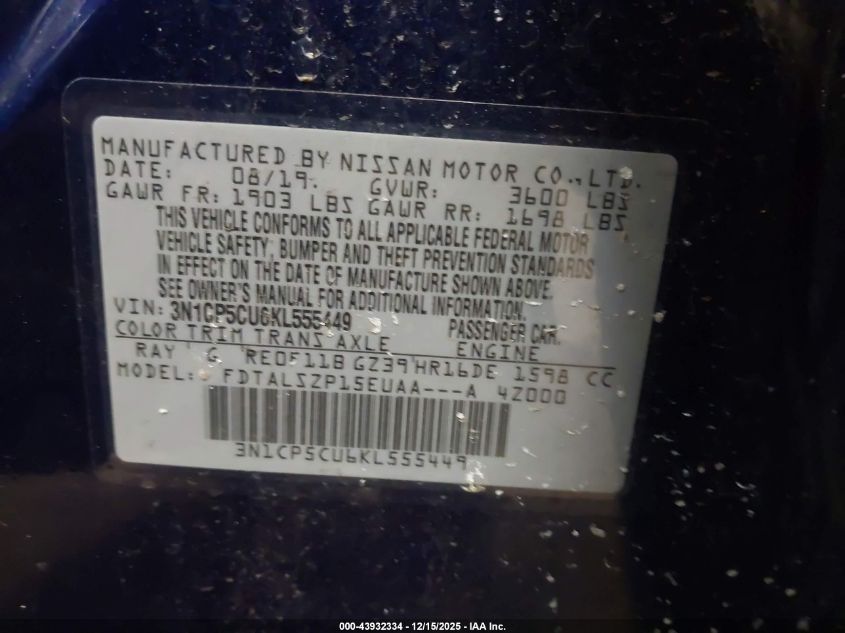 MANUFACTURED BY NISSAN MOTOR CO., LTD.
DATE: 08/19. GVWR: 3600 LBS
GAWR FR: 1903 LBS GAWR RR: 1698 LBS
THIS VEHICLE CONFORMS TO ALL APPLICABLE FEDERAL MOTOR
VEHICLE SAFETY, BUMPER AND THEFT PREVENTION STANDARDS
IN EFFECT ON THE DATE OF MANUFACTURE SHOWN ABOVE.
SEE OWNER'S MANUAL FOR ADDITIONAL INFORMATION.
VIN: 3N1CP5CU6KL555449 PASSENGER CAR.
COLOR TRIM TRANS AXLE ENGINE
RAY G RE0F11B GZ39 HR16DE 1598 CC
MODEL: FDTALSZP15EUAA---A 4Z000
3N1CP5CU6KL555449
000-43932334 - 12/15/2025 - IAA Inc.